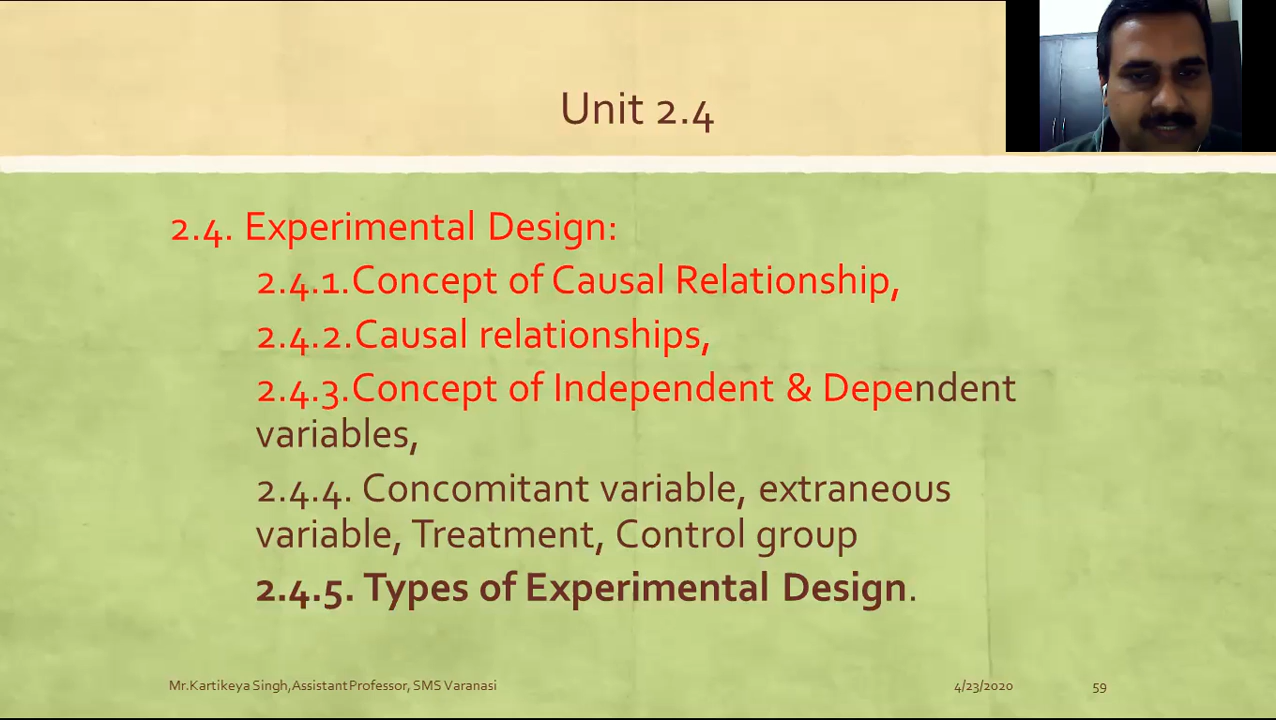 Unit 2.4
2.4. Experimental Design:
2.4.1.Concept of Causal Relationship,
2.4.2.Causal relationships,
2.4.3.Concept of Independent & Dependent
variables,
2.4.4. Concomitant variable, extraneous
variable, Treatment, Control group
2.4.5. Types of Experimental Design.
Mr.Kartikeya Singh,Assistant Professor, SMS Varanasi
4/23/2020
59